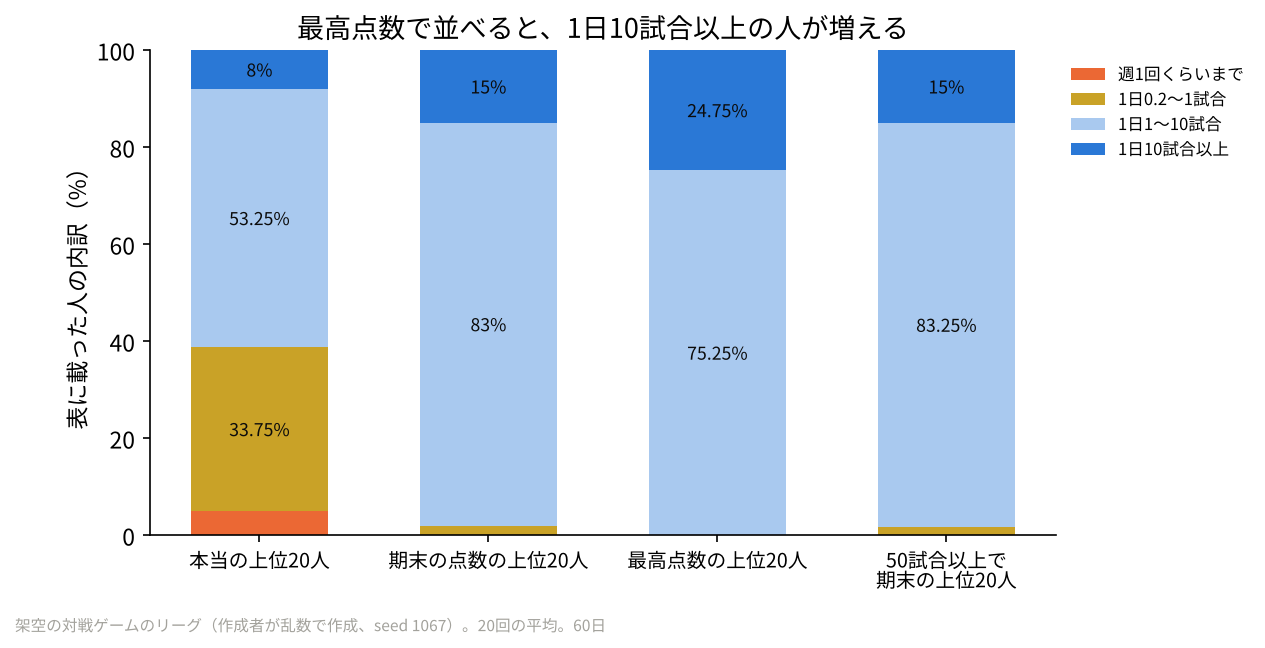 最高点数で並べると、1日10試合以上の人が増える
表に載った人の内訳（%）
100
80
60
40
20
0
8%
53.25%
33.75%
15%
83%
24.75%
75.25%
15%
83.25%
本当の上位20人
期末の点数の上位20人
最高点数の上位20人
50試合以上で
期末の上位20人
週1回くらいまで
1日0.2〜1試合
1日1〜10試合
1日10試合以上
架空の対戦ゲームのリーグ（作成者が乱数で作成、seed 1067）。20回の平均。60日